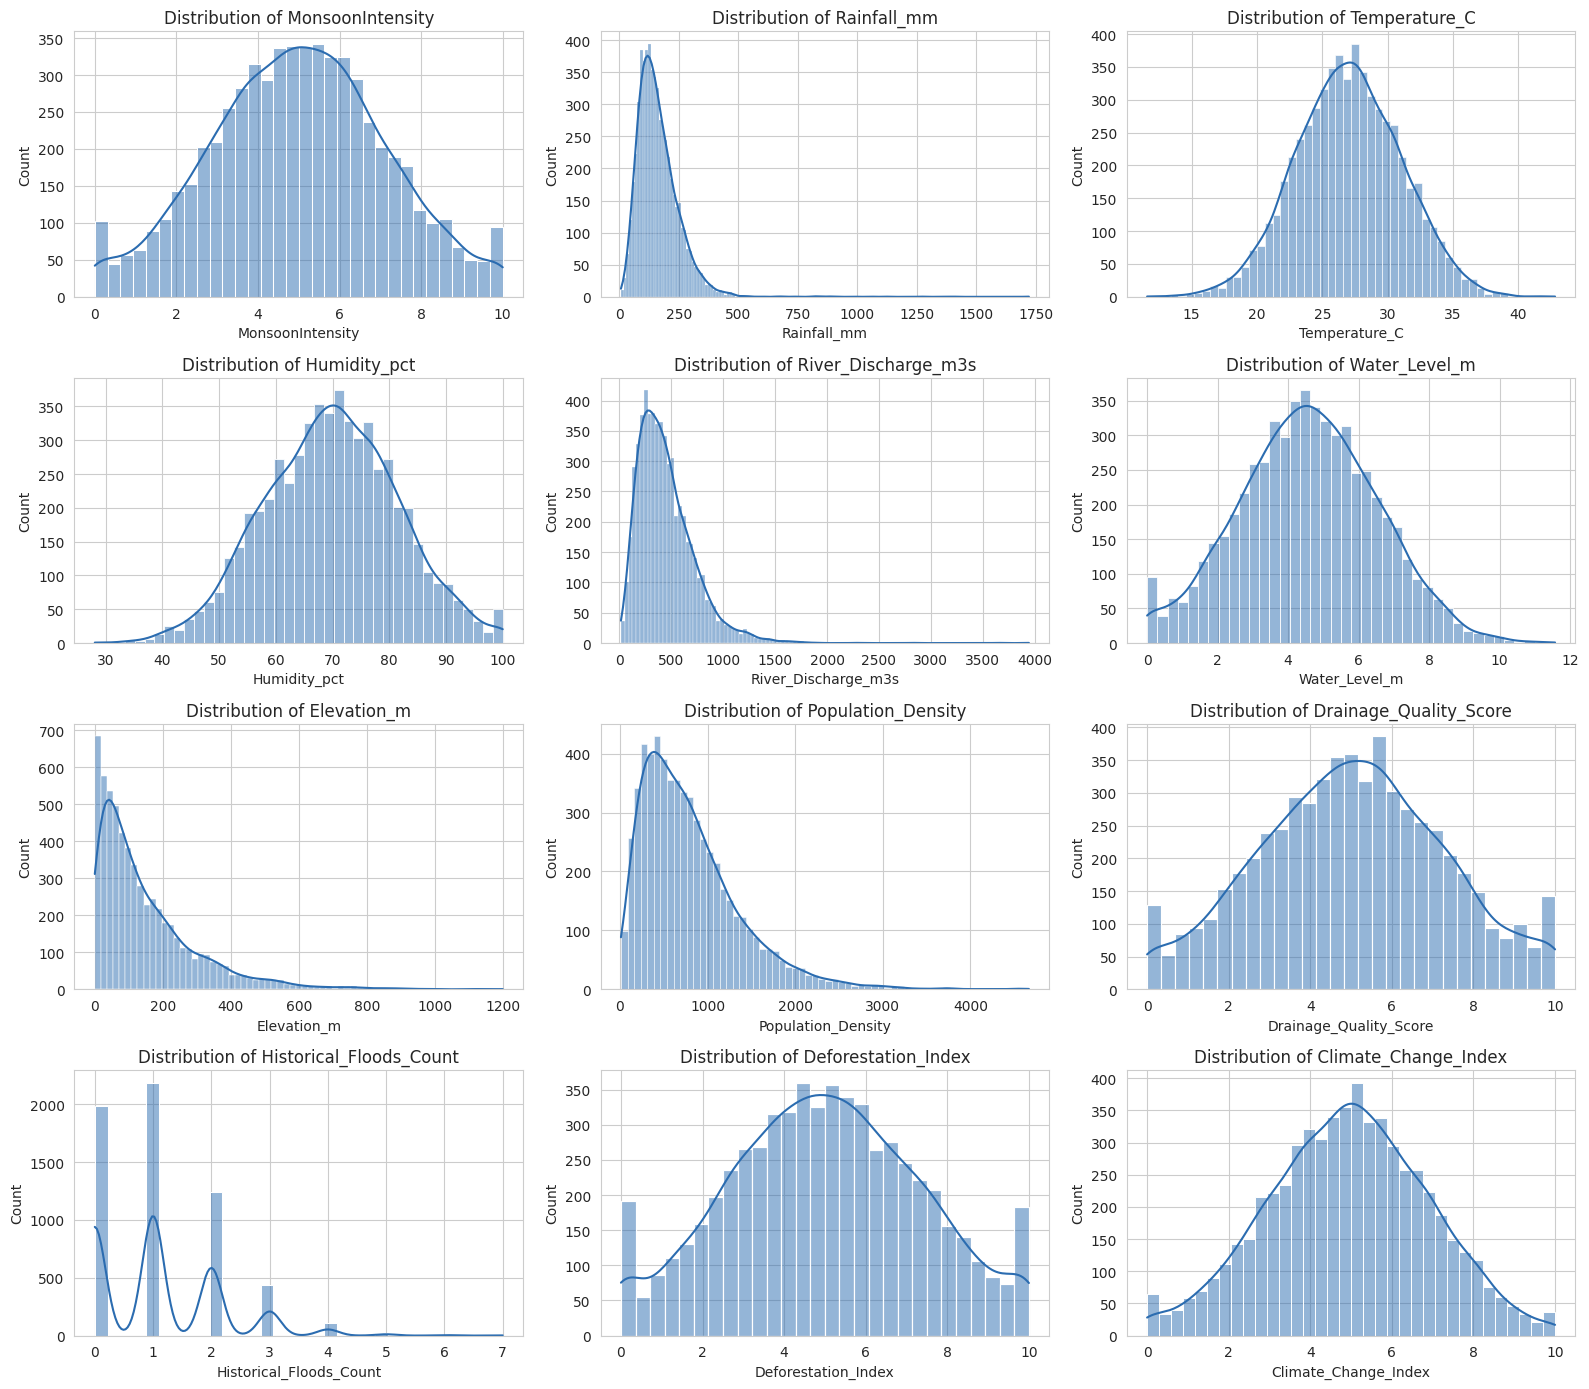 Distribution of MonsoonIntensity
Distribution of Rainfall_mm
Distribution of Temperature_C
350
300
250
200
150
100
50
0
Count
0 2 4 6 8 10
MonsoonIntensity
400
350
300
250
200
150
100
50
0
Count
0 250 500 750 1000 1250 1500 1750
Rainfall_mm
400
350
300
250
200
150
100
50
0
Count
15 20 25 30 35 40
Temperature_C
Distribution of Humidity_pct
Distribution of River_Discharge_m3s
Distribution of Water_Level_m
350
300
250
200
150
100
50
0
Count
30 40 50 60 70 80 90 100
Humidity_pct
400
350
300
250
200
150
100
50
0
Count
0 500 1000 1500 2000 2500 3000 3500 4000
River_Discharge_m3s
350
300
250
200
150
100
50
0
Count
0 2 4 6 8 10 12
Water_Level_m
Distribution of Elevation_m
Distribution of Population_Density
Distribution of Drainage_Quality_Score
700
600
500
400
300
200
100
0
Count
0 200 400 600 800 1000 1200
Elevation_m
400
300
200
100
0
Count
0 1000 2000 3000 4000
Population_Density
400
350
300
250
200
150
100
50
0
Count
0 2 4 6 8 10
Drainage_Quality_Score
Distribution of Historical_Floods_Count
Distribution of Deforestation_Index
Distribution of Climate_Change_Index
2000
1500
1000
500
0
Count
0 1 2 3 4 5 6 7
Historical_Floods_Count
350
300
250
200
150
100
50
0
Count
0 2 4 6 8 10
Deforestation_Index
400
350
300
250
200
150
100
50
0
Count
0 2 4 6 8 10
Climate_Change_Index